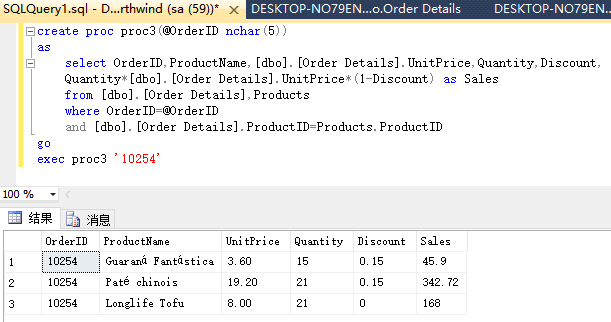 SQLQuery1.sql - D...rthwind (sa (59))* × DESKTOP-NO79EN...o.Order Details DESKTOP-NO79EN...
create proc proc3(@OrderID nchar(5))
as
select OrderID,ProductName,[dbo].[Order Details].UnitPrice,Quantity,Discount,
Quantity*[dbo].[Order Details].UnitPrice*(1-Discount) as Sales
from [dbo].[Order Details],Products
where OrderID=@OrderID
and [dbo].[Order Details].ProductID=Products.ProductID
go
exec proc3 '10254'
100 %
结果 消息
OrderID ProductName UnitPrice Quantity Discount Sales
1 10254 Guaraná Fantástica 3.60 15 0.15 45.9
2 10254 Paté chinois 19.20 21 0.15 342.72
3 10254 Longlife Tofu 8.00 21 0 168